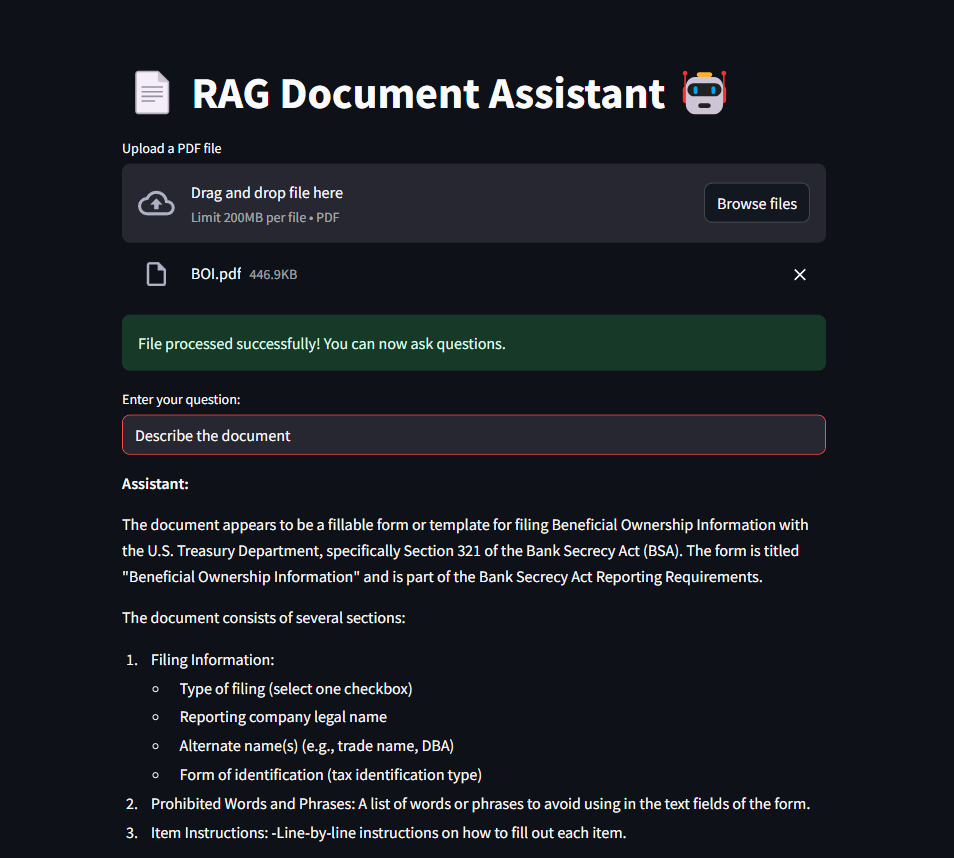 RAG Document Assistant
Upload a PDF file
Drag and drop file here
Limit 200MB per file • PDF
Browse files
BOI.pdf 446.9KB
File processed successfully! You can now ask questions.
Enter your question:
Describe the document
Assistant:
The document appears to be a fillable form or template for filing Beneficial Ownership Information with
the U.S. Treasury Department, specifically Section 321 of the Bank Secrecy Act (BSA). The form is titled
"Beneficial Ownership Information" and is part of the Bank Secrecy Act Reporting Requirements.
The document consists of several sections:
1. Filing Information:
◦ Type of filing (select one checkbox)
◦ Reporting company legal name
◦ Alternate name(s) (e.g., trade name, DBA)
◦ Form of identification (tax identification type)
2. Prohibited Words and Phrases: A list of words or phrases to avoid using in the text fields of the form.
3. Item Instructions: -Line-by-line instructions on how to fill out each item.